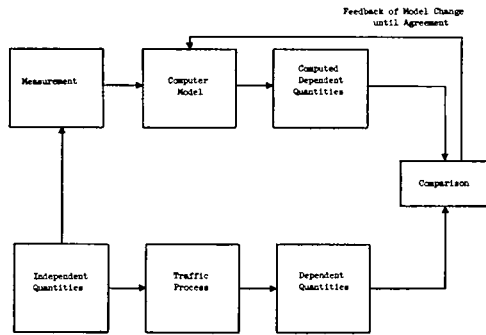 Feedback of Model Change
until Agreement
Measurement
Computer
Model
Computed
Dependent
Quantities
Comparison
Independent
Quantities
Traffic
Process
Dependent
Quantities